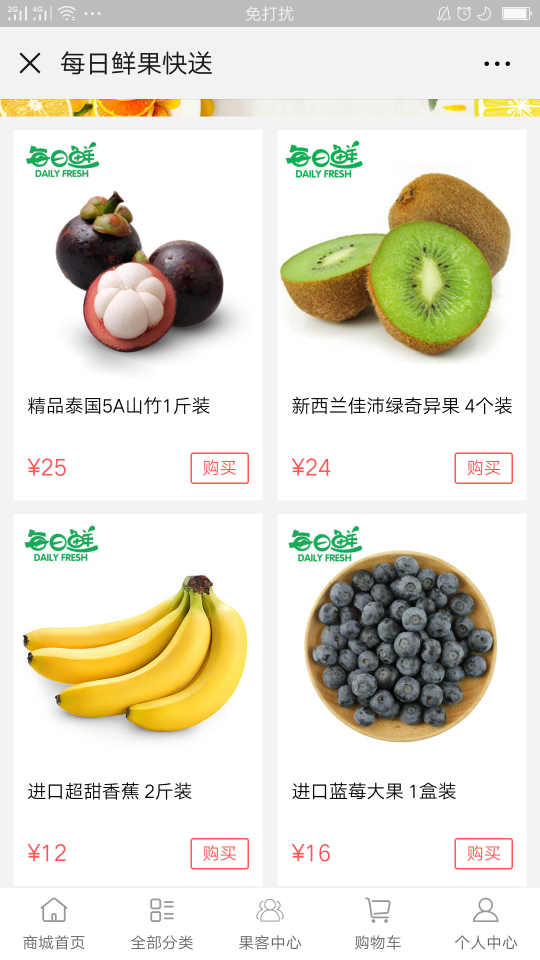 2G 4G 免打扰
每日鲜果快送
每日鲜
DAILY FRESH
每日鲜
DAILY FRESH
精品泰国5A山竹1斤装
新西兰佳沛绿奇异果 4个装
¥25 购买
¥24 购买
每日鲜
DAILY FRESH
每日鲜
DAILY FRESH
进口超甜香蕉 2斤装
进口蓝莓大果 1盒装
¥12 购买
¥16 购买
商城首页 全部分类 果客中心 购物车 个人中心